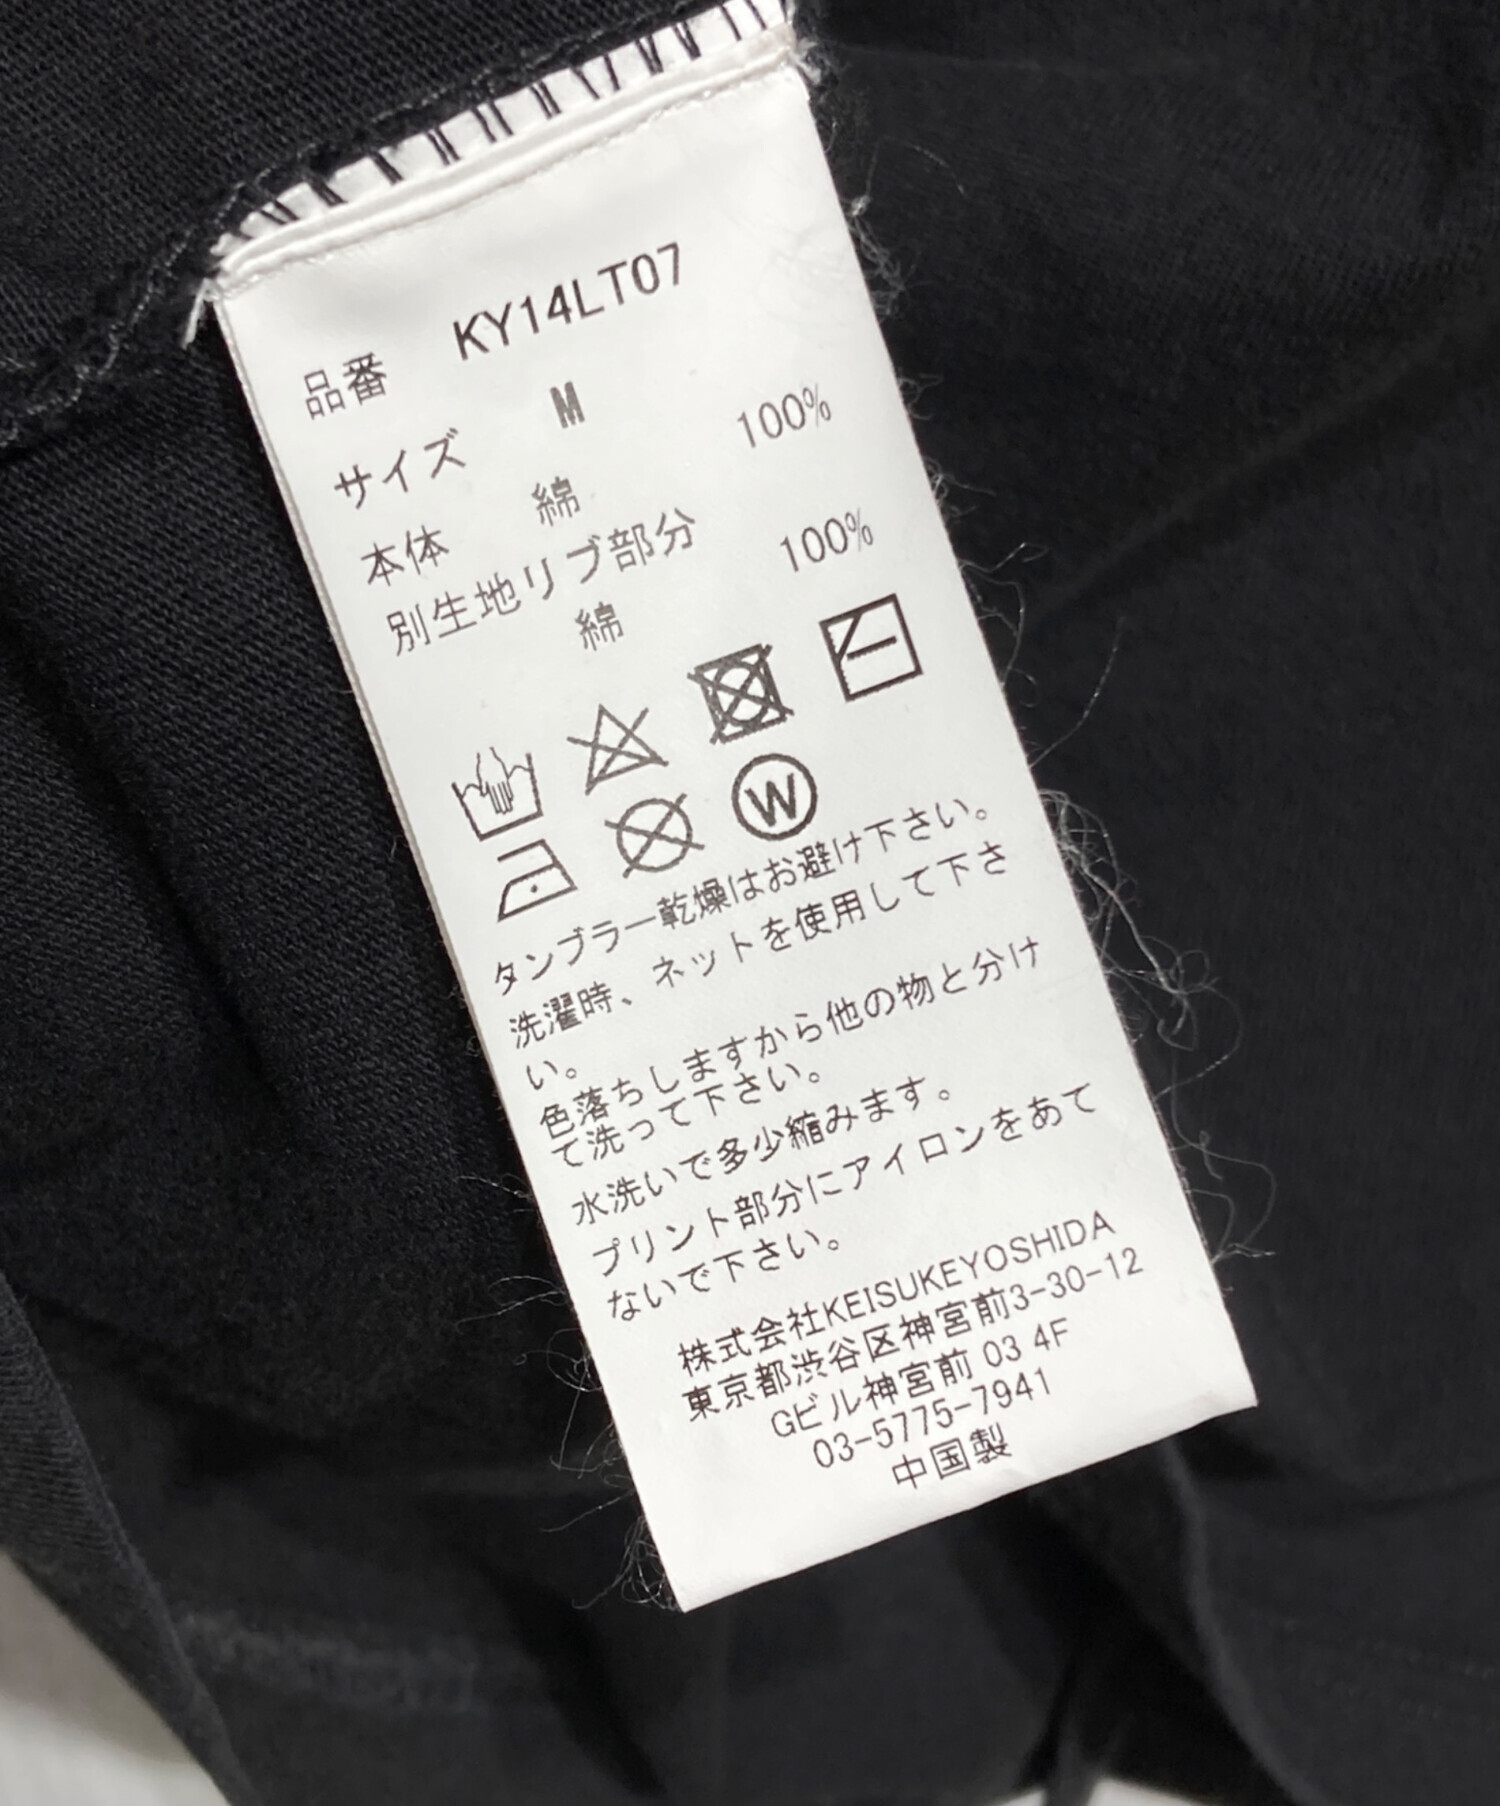 品番 KY14LT07
サイズ M
本体 綿 100%
別生地リブ部分
綿 100%
W
タンブラー乾燥はお避け下さい。
洗濯時、ネットを使用して下さ
い。
色落ちしますから他の物と分け
て洗って下さい。
水洗いで多少縮みます。
プリント部分にアイロンをあて
ないで下さい。
株式会社KEISUKEYOSHIDA
東京都渋谷区神宮前3-30-12
Gビル神宮前 03 4F
03-5775-7941
中国製